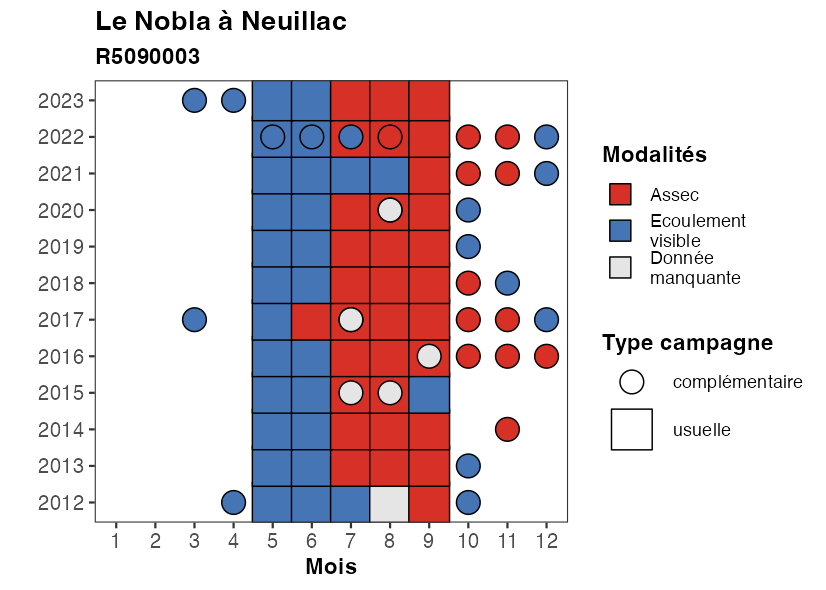 Le Nobla à Neuillac
R5090003
2023
2022
2021
2020
2019
2018
2017
2016
2015
2014
2013
2012
1 2 3 4 5 6 7 8 9 10 11 12
Mois
Modalités
Assec
Ecoulement
visible
Donnée
manquante
Type campagne
complémentaire
usuelle